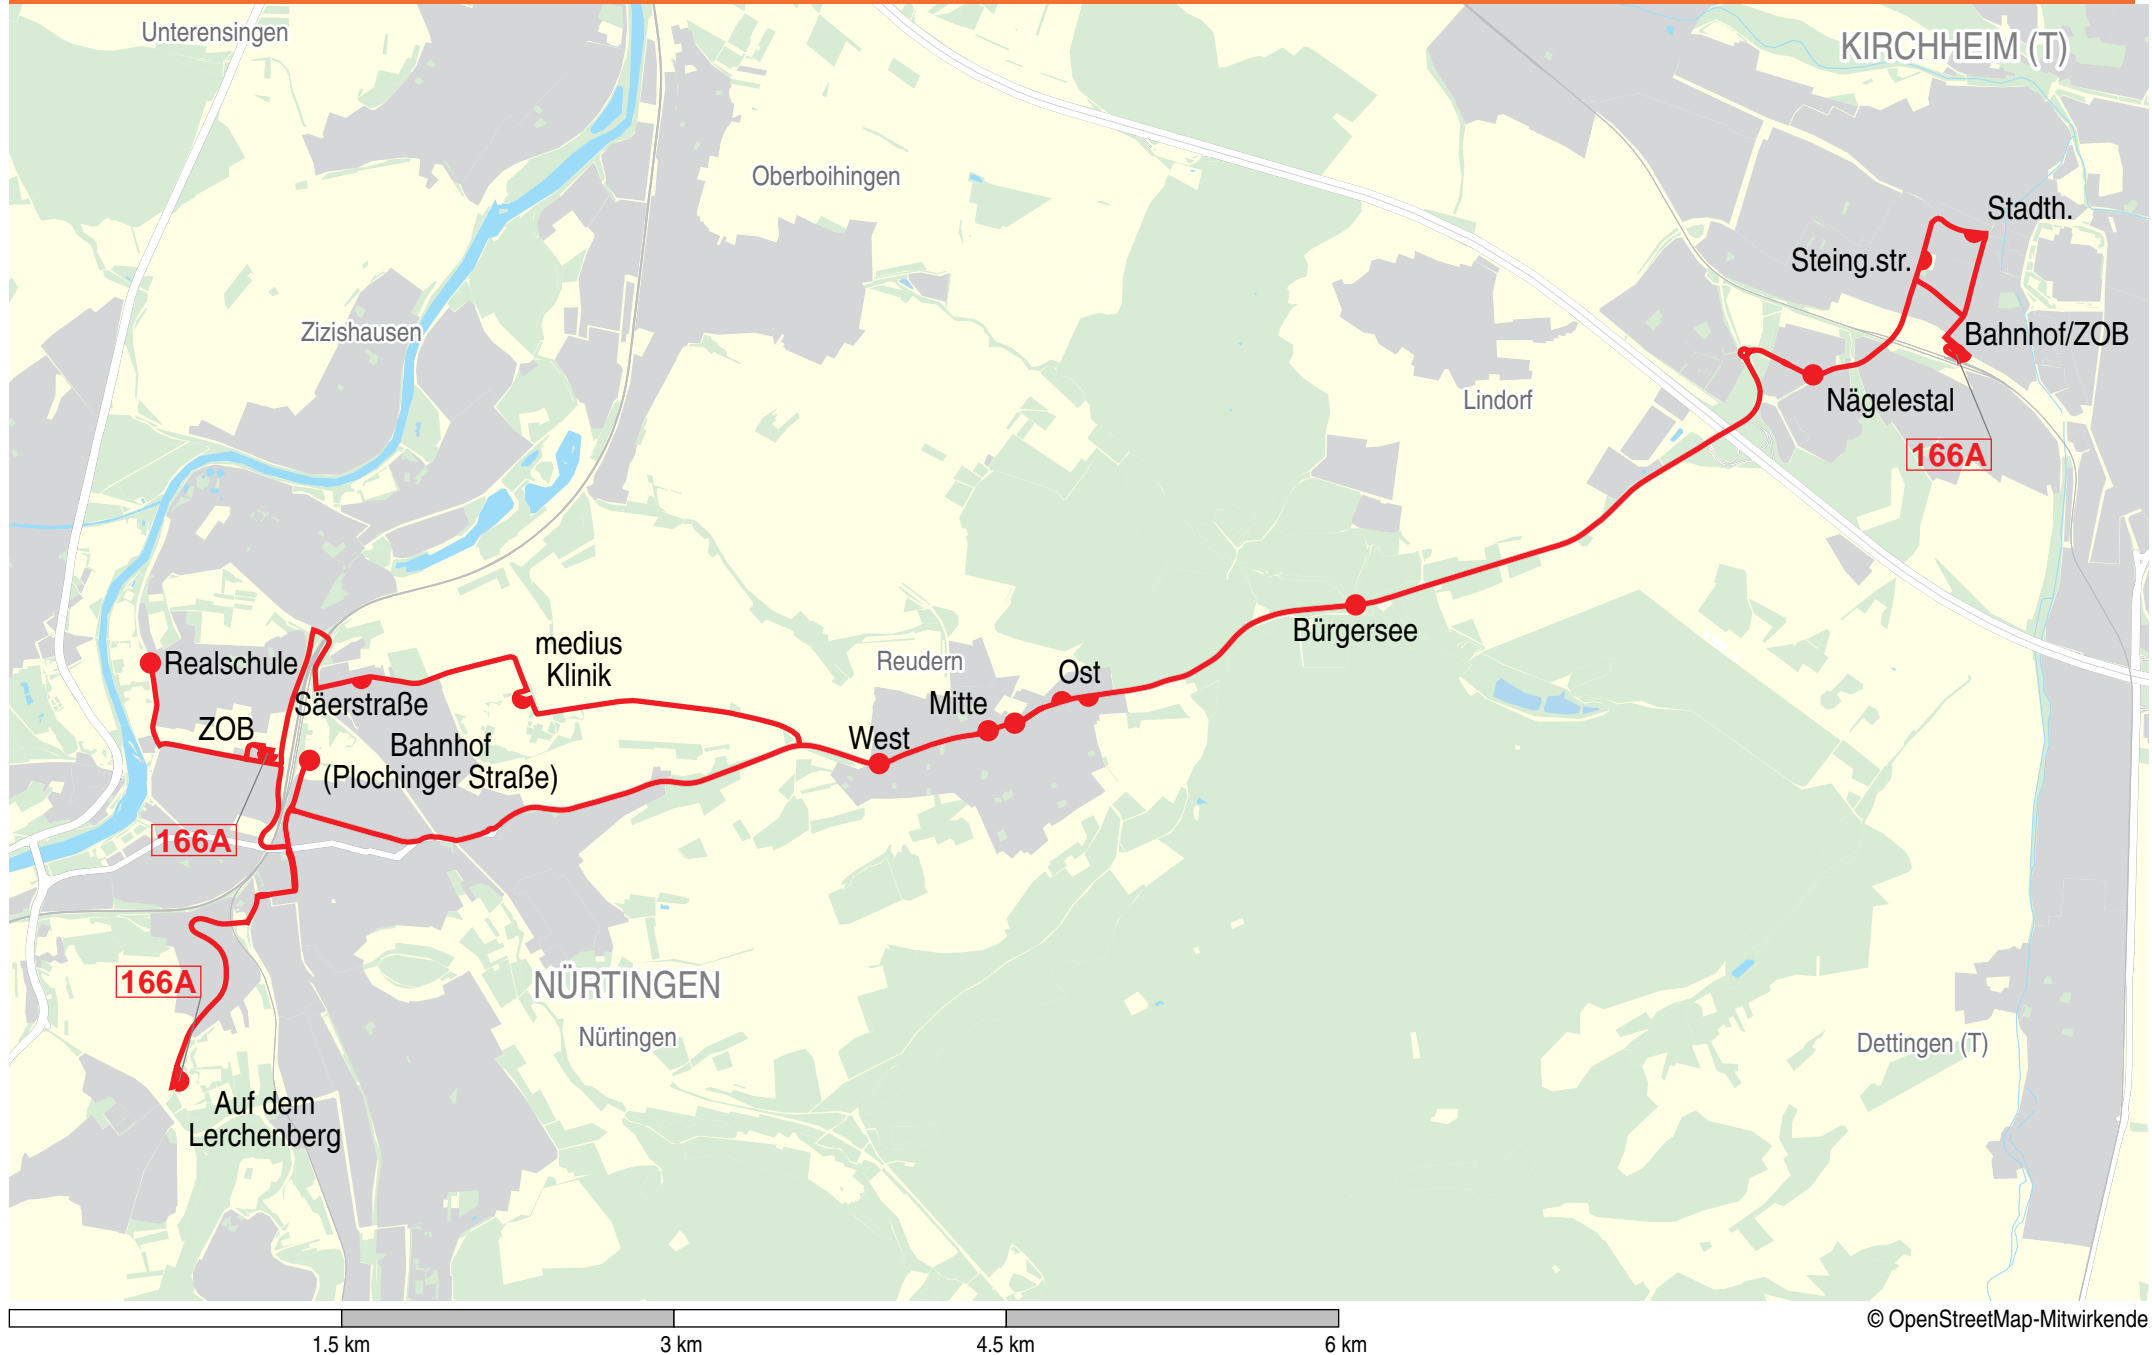 Unterensingen
KIRCHHEIM (T)
Oberboihingen
Stadth.
Steing.str.
Zizishausen
Bahnhof/ZOB
Lindorf
Nägelestal
166A
Bürgersee
medius
Klinik
Realschule
Reudern
Ost
Säerstraße
Mitte
ZOB
West
Bahnhof
(Plochinger Straße)
166A
166A
NÜRTINGEN
Nürtingen
Dettingen (T)
Auf dem
Lerchenberg
1.5 km
3 km
4.5 km
6 km
© OpenStreetMap-Mitwirkende